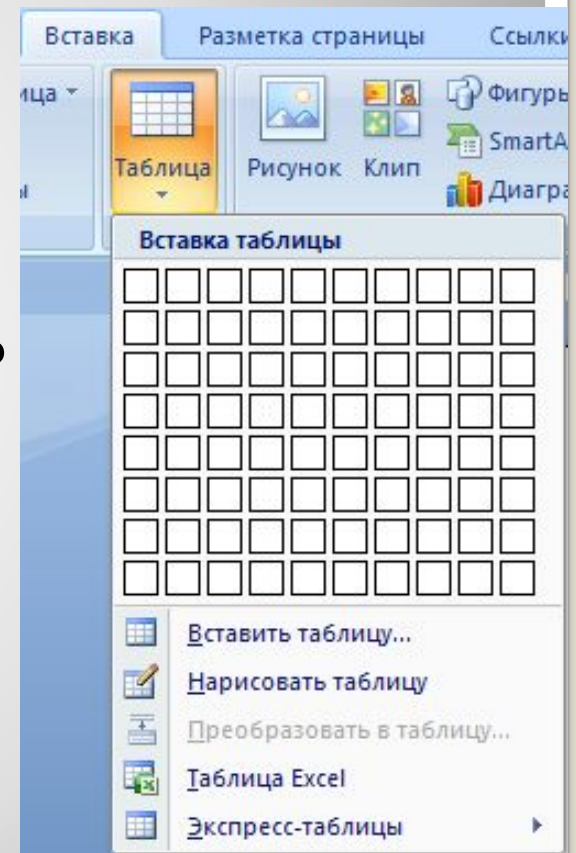 Вставка Разметка страницы Ссылки
ица
Таблица Рисунок Клип
Фигуры
SmartA
Диагра
ы
Вставка таблицы
Вставить таблицу...
Нарисовать таблицу
Преобразовать в таблицу...
Таблица Excel
Экспресс-таблицы